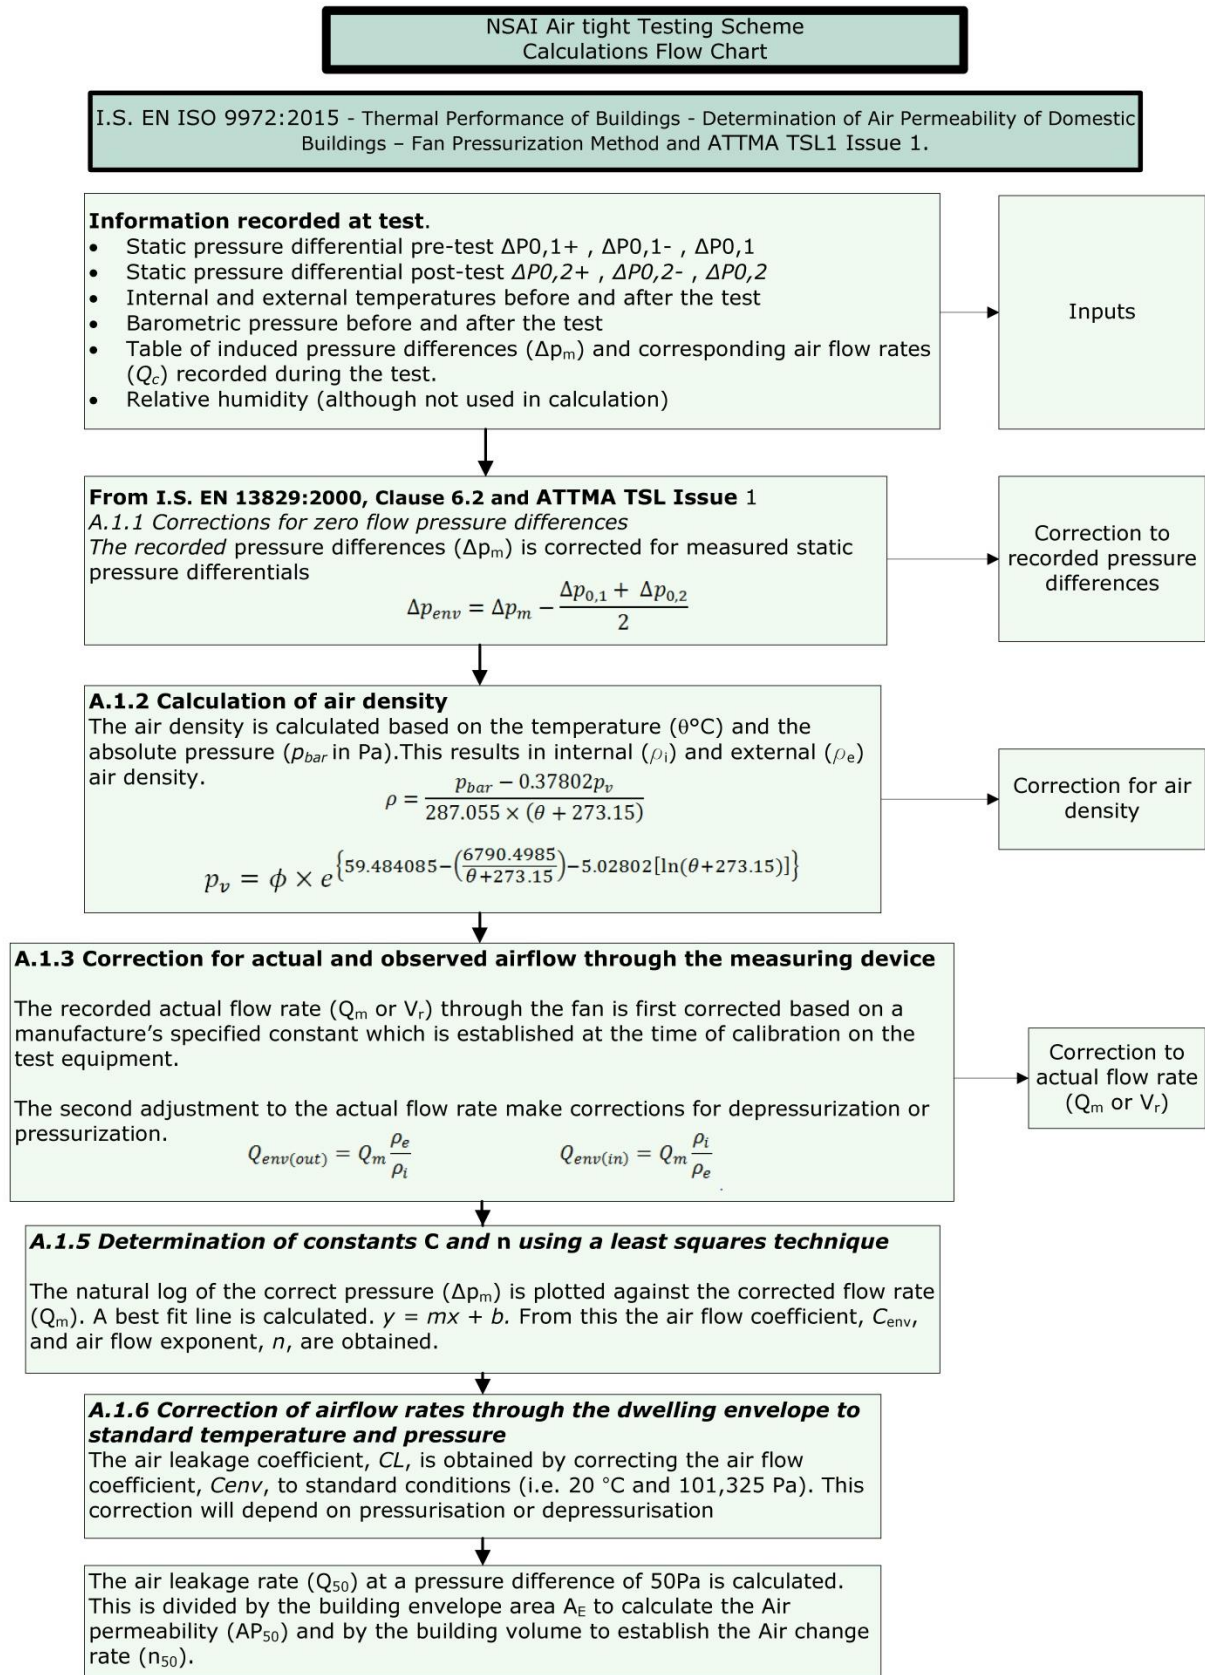 NSAI Air tight Testing Scheme
Calculations Flow Chart
I.S. EN ISO 9972:2015 - Thermal Performance of Buildings - Determination of Air Permeability of Domestic
Buildings – Fan Pressurization Method and ATTMA TSL1 Issue 1.
Information recorded at test.
• Static pressure differential pre-test ΔP0,1+ , ΔP0,1- , ΔP0,1
• Static pressure differential post-test ΔP0,2+ , ΔP0,2- , ΔP0,2
• Internal and external temperatures before and after the test
• Barometric pressure before and after the test
• Table of induced pressure differences (Δpm) and corresponding air flow rates
(Qc) recorded during the test.
• Relative humidity (although not used in calculation)
Inputs
From I.S. EN 13829:2000, Clause 6.2 and ATTMA TSL Issue 1
A.1.1 Corrections for zero flow pressure differences
The recorded pressure differences (Δpm) is corrected for measured static
pressure differentials
Δp_env = Δp_m − (Δp_0,1 + Δp_0,2) / 2
Correction to
recorded pressure
differences
A.1.2 Calculation of air density
The air density is calculated based on the temperature (θ°C) and the
absolute pressure (pbar in Pa).This results in internal (ρi) and external (ρe)
air density.
ρ = (p_bar − 0.37802p_v) / (287.055 × (θ + 273.15))
p_v = ϕ × e^{59.484085−(6790.4985/(θ+273.15))−5.02802[ln(θ+273.15)]}
Correction for air
density
A.1.3 Correction for actual and observed airflow through the measuring device
The recorded actual flow rate (Qm or Vr) through the fan is first corrected based on a
manufacture’s specified constant which is established at the time of calibration on the
test equipment.
The second adjustment to the actual flow rate make corrections for depressurization or
pressurization.
Q_env(out) = Q_m ρ_e/ρ_i Q_env(in) = Q_m ρ_i/ρ_e .
Correction to
actual flow rate
(Qm or Vr)
A.1.5 Determination of constants C and n using a least squares technique
The natural log of the correct pressure (Δpm) is plotted against the corrected flow rate
(Qm). A best fit line is calculated. y = mx + b. From this the air flow coefficient, Cenv,
and air flow exponent, n, are obtained.
A.1.6 Correction of airflow rates through the dwelling envelope to
standard temperature and pressure
The air leakage coefficient, CL, is obtained by correcting the air flow
coefficient, Cenv, to standard conditions (i.e. 20 °C and 101,325 Pa). This
correction will depend on pressurisation or depressurisation
The air leakage rate (Q50) at a pressure difference of 50Pa is calculated.
This is divided by the building envelope area AE to calculate the Air
permeability (AP50) and by the building volume to establish the Air change
rate (n50).